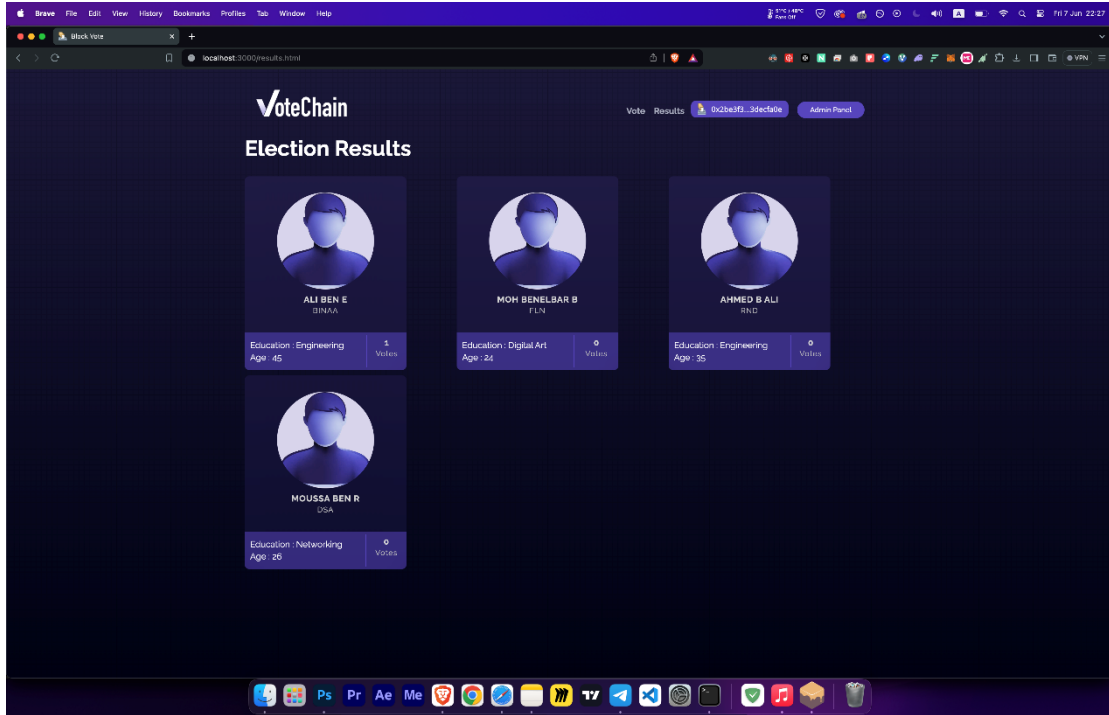 Brave File Edit View History Bookmarks Profiles Tab Window Help
Fri 7 Jun 22:27
Block Vote
localhost:3000/results.html
VPN
VoteChain
Vote Results 0x2be3f3...3decfa0e Admin Panel
Election Results
ALI BEN E
BINAA
Education : Engineering
Age : 45
1
Votes
MOH BENELBAR B
FLN
Education : Digital Art
Age : 24
0
Votes
AHMED B ALI
RND
Education : Engineering
Age : 35
0
Votes
MOUSSA BEN R
DSA
Education : Networking
Age : 26
0
Votes
Ps Pr Ae Me